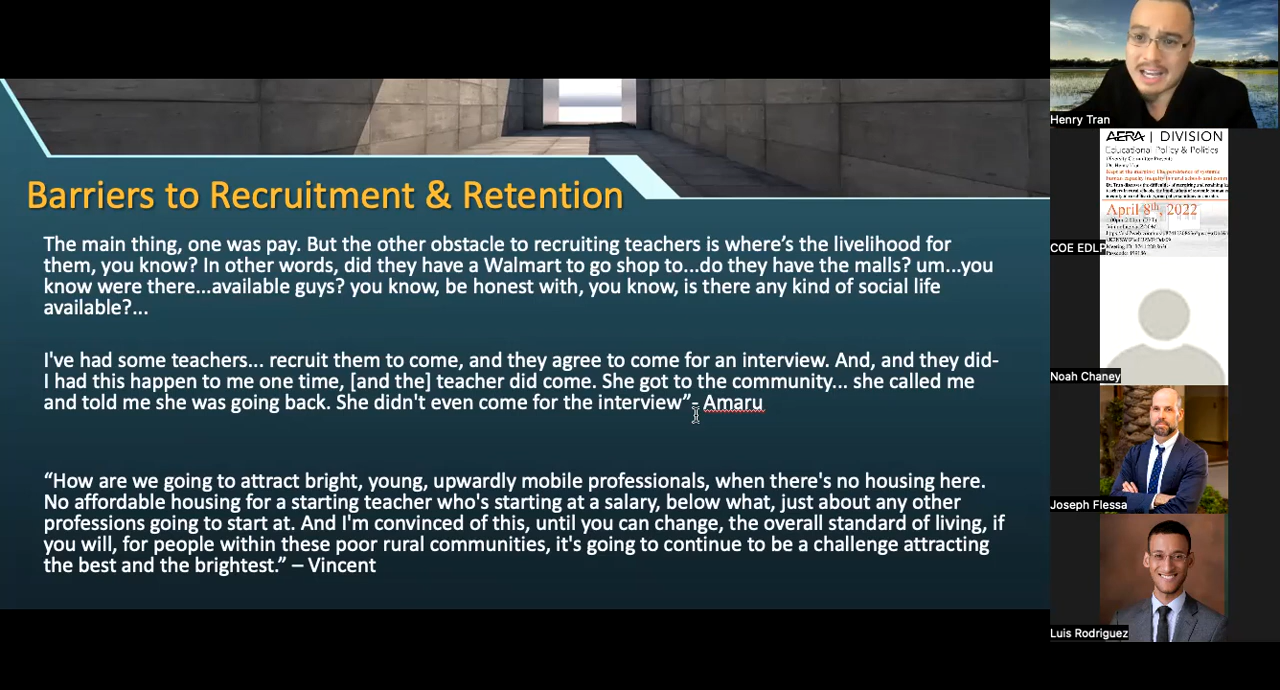 Barriers to Recruitment & Retention
The main thing, one was pay. But the other obstacle to recruiting teachers is where's the livelihood for
them, you know? In other words, did they have a Walmart to go shop to...do they have the malls? um...you
know were there...available guys? you know, be honest with, you know, is there any kind of social life
available?...
I've had some teachers... recruit them to come, and they agree to come for an interview. And, and they did-
I had this happen to me one time, [and the] teacher did come. She got to the community... she called me
and told me she was going back. She didn't even come for the interview”- Amaru
“How are we going to attract bright, young, upwardly mobile professionals, when there's no housing here.
No affordable housing for a starting teacher who's starting at a salary, below what, just about any other
professions going to start at. And I'm convinced of this, until you can change, the overall standard of living, if
you will, for people within these poor rural communities, it's going to continue to be a challenge attracting
the best and the brightest.” – Vincent
Henry Tran
AERA | DIVISION
Educational Policy & Politics
Diversity Committee Presents
Dr. Henry Tran
April 8th, 2022
COE EDLP
Noah Chaney
Joseph Flessa
Luis Rodriguez